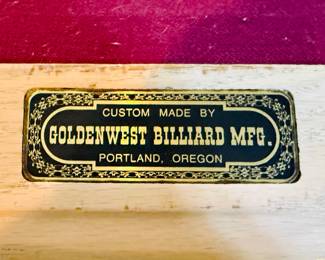 CUSTOM MADE BY
GOLDENWEST BILLIARD MFG.
PORTLAND, OREGON